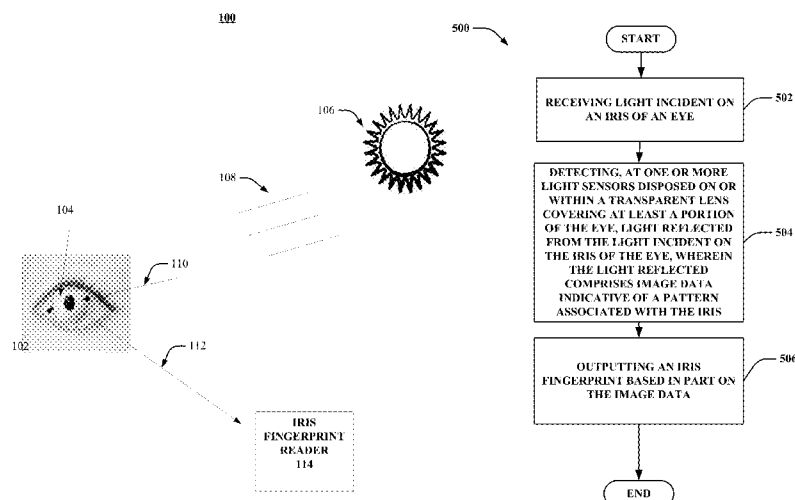 100
106
108
104
110
102
112
IRIS
FINGERPRINT
READER
114
500
START
502
RECEIVING LIGHT INCIDENT ON
AN IRIS OF AN EYE
504
DETECTING, AT ONE OR MORE
LIGHT SENSORS DISPOSED ON OR
WITHIN A TRANSPARENT LENS
COVERING AT LEAST A PORTION
OF THE EYE, LIGHT REFLECTED
FROM THE LIGHT INCIDENT ON
THE IRIS OF THE EYE, WHEREIN
THE LIGHT REFLECTED
COMPRISES IMAGE DATA
INDICATIVE OF A PATTERN
ASSOCIATED WITH THE IRIS
506
OUTPUTTING AN IRIS
FINGERPRINT BASED IN PART ON
THE IMAGE DATA
END